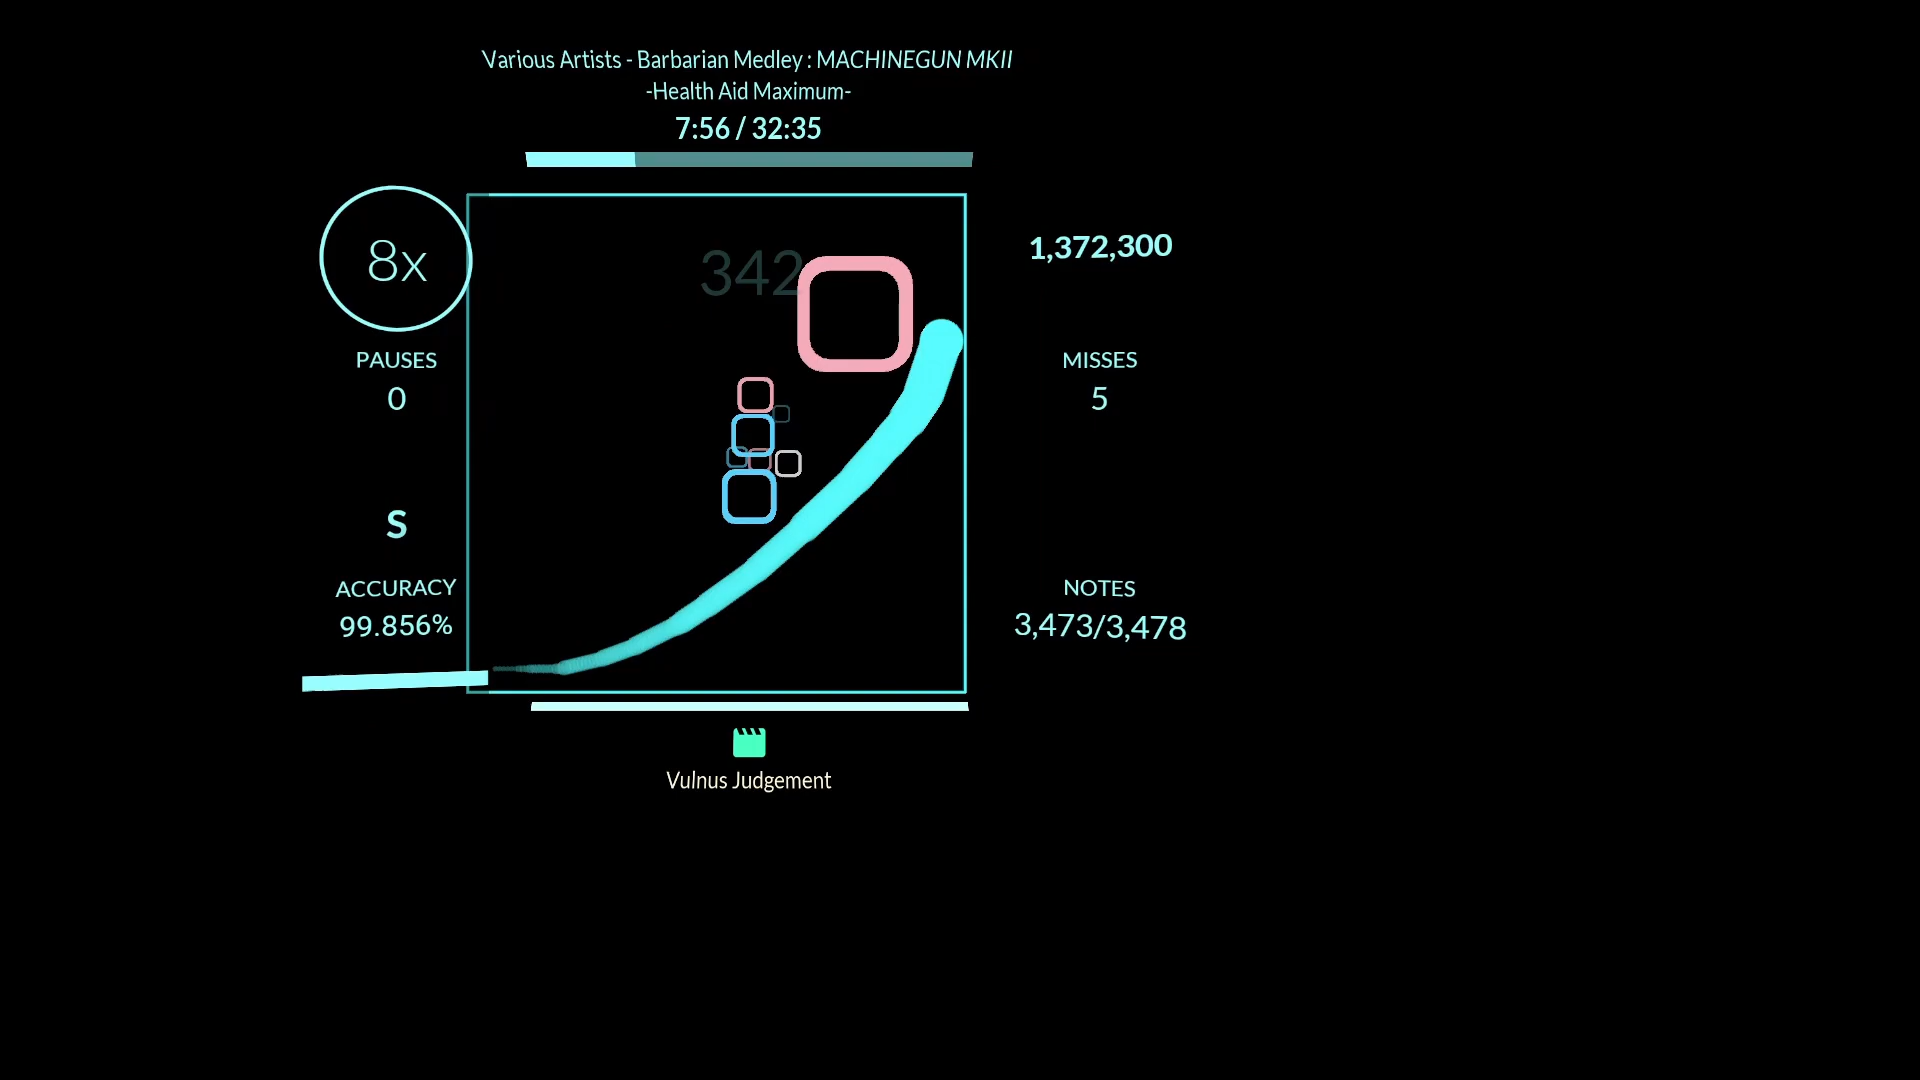 Various Artists - Barbarian Medley : MACHINEGUN MKII
-Health Aid Maximum-
7:56 / 32:35
8x
342
1,372,300
PAUSES
0
MISSES
5
S
ACCURACY
99.856%
NOTES
3,473/3,478
Vulnus Judgement